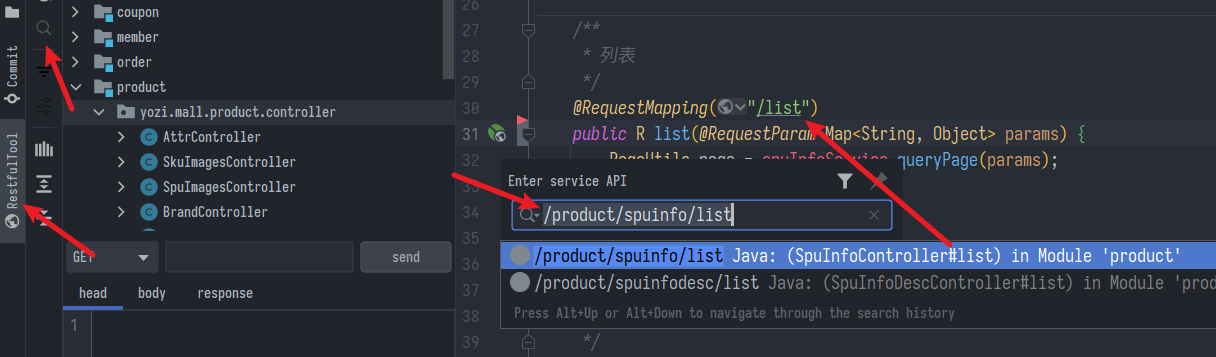 Commit
RestfulTool
coupon
member
order
product
yozi.mall.product.controller
AttrController
SkuImagesController
SpuImagesController
BrandController
GET
send
head
body
response
1
26
27 /**
28 * 列表
29 */
30 @RequestMapping("/list")
31 public R list(@RequestParam Map<String, Object> params) {
32 PageUtils page = spuInfoService.queryPage(params);
33
34
35
36
37
38
39 */
Enter service API
/product/spuinfo/list
/product/spuinfo/list Java: (SpuInfoController#list) in Module 'product'
/product/spuinfodesc/list Java: (SpuInfoDescController#list) in Module 'prod
Press Alt+Up or Alt+Down to navigate through the search history